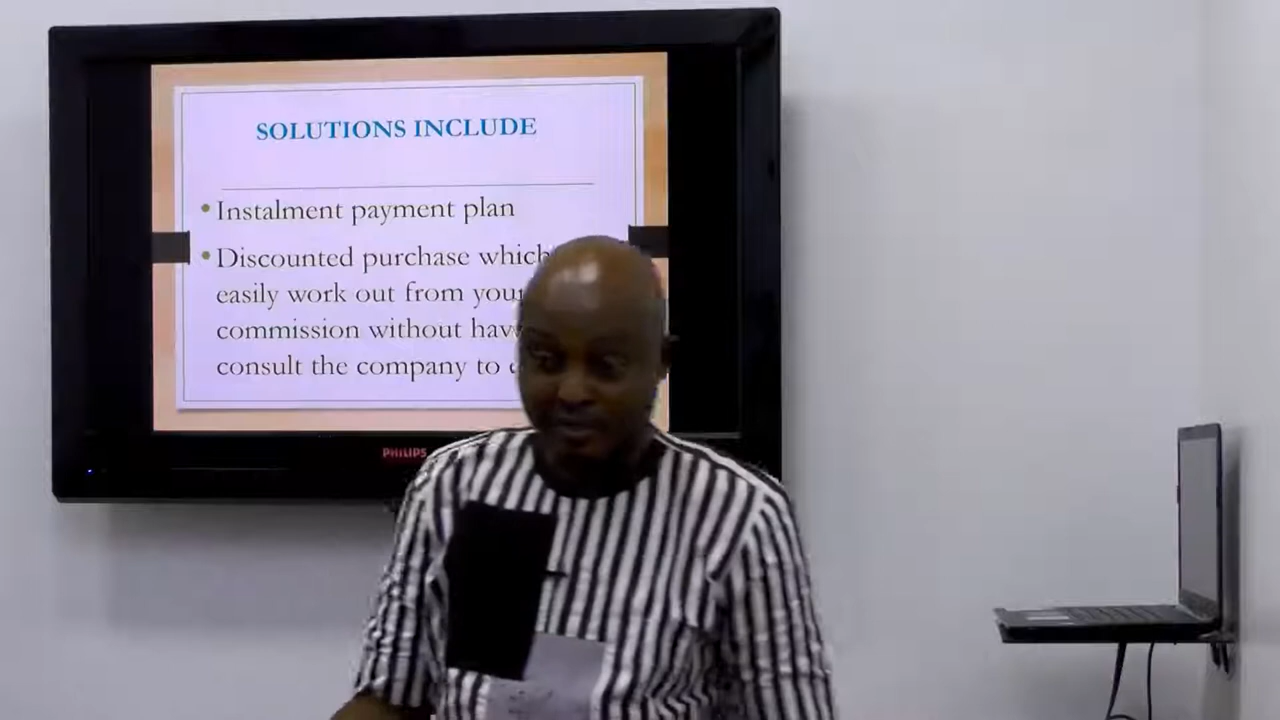 SOLUTIONS INCLUDE
• Instalment payment plan
• Discounted purchase which
easily work out from your
commission without
consult the company to
PHILIPS